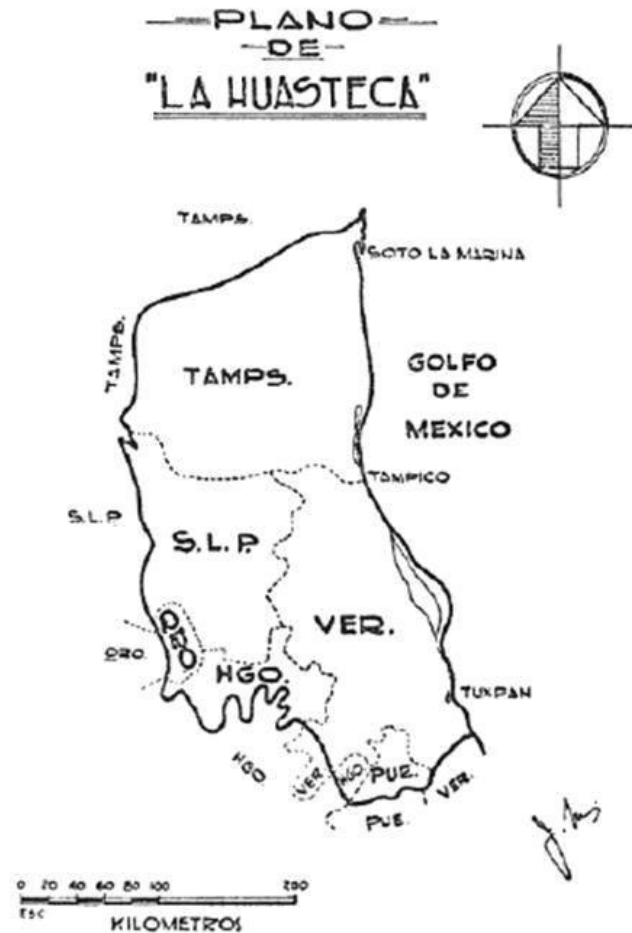 PLANO
DE
"LA HUASTECA"
TAMPS.
SOTO LA MARINA
TAMPS.
TAMPS.
GOLFO
DE
MEXICO
TAMPICO
S.L.P
S.L.P.
VER.
QRO
QRO.
HGO.
TUXPAN
HGO.
VER
HGO
PUE.
VER.
PUE.
0 20 40 60 80 100 200
ESC
KILOMETROS